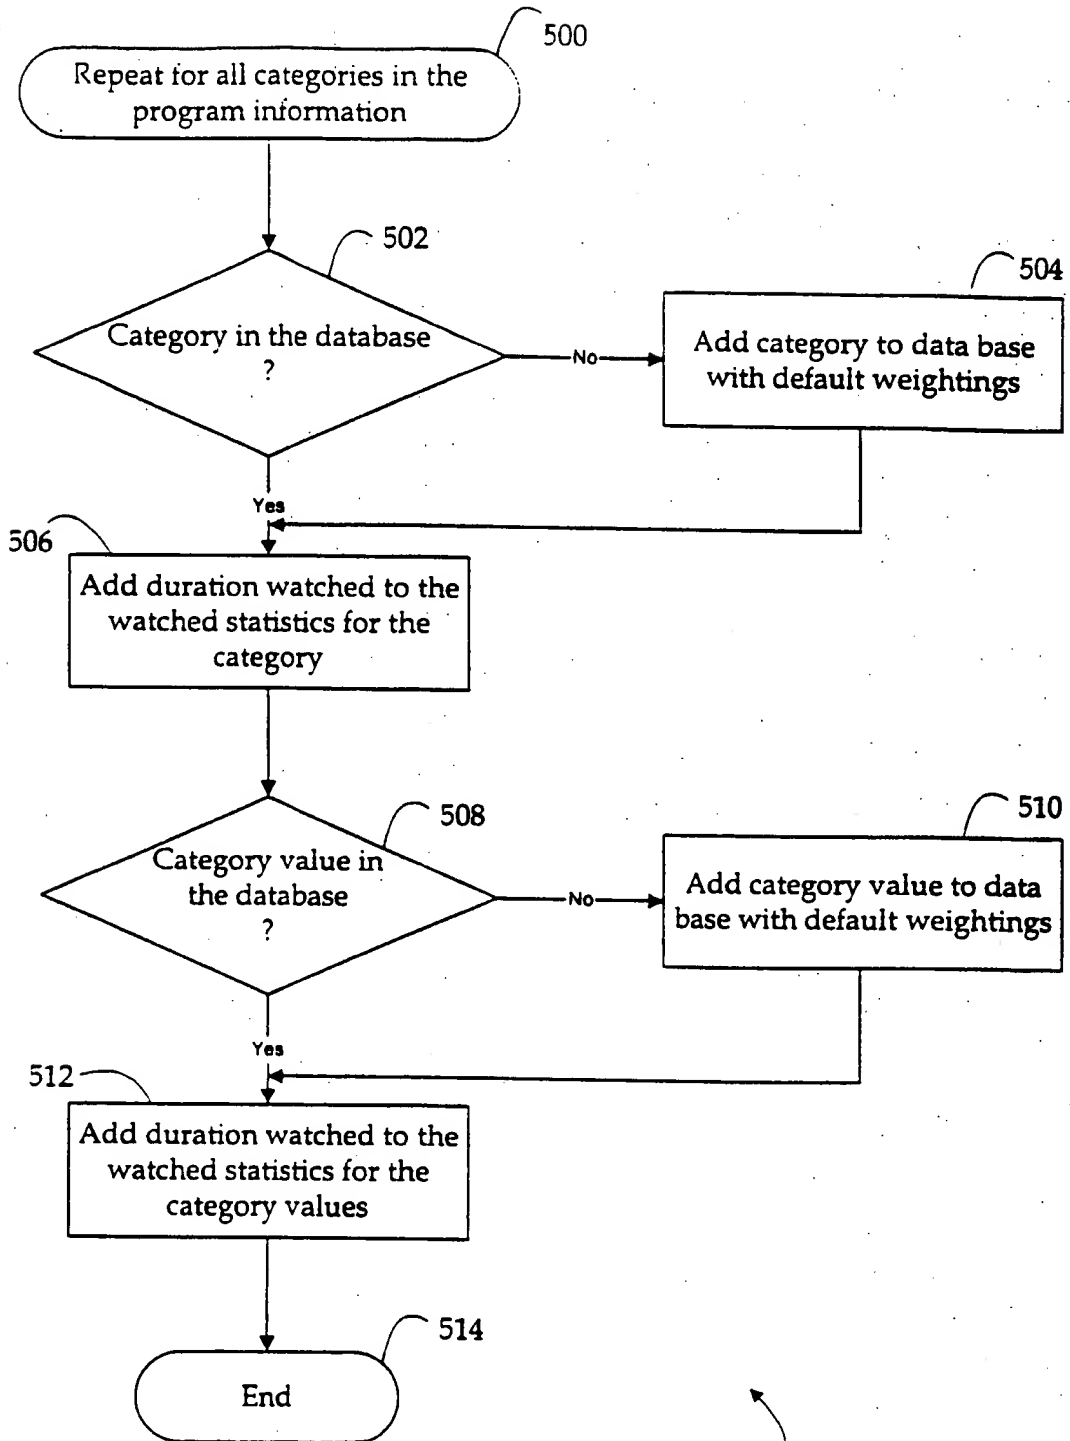 500
Repeat for all categories in the
program information
502
Category in the database
?
No
504
Add category to data base
with default weightings
Yes
506
Add duration watched to the
watched statistics for the
category
508
Category value in
the database
?
No
510
Add category value to data
base with default weightings
Yes
512
Add duration watched to the
watched statistics for the
category values
514
End